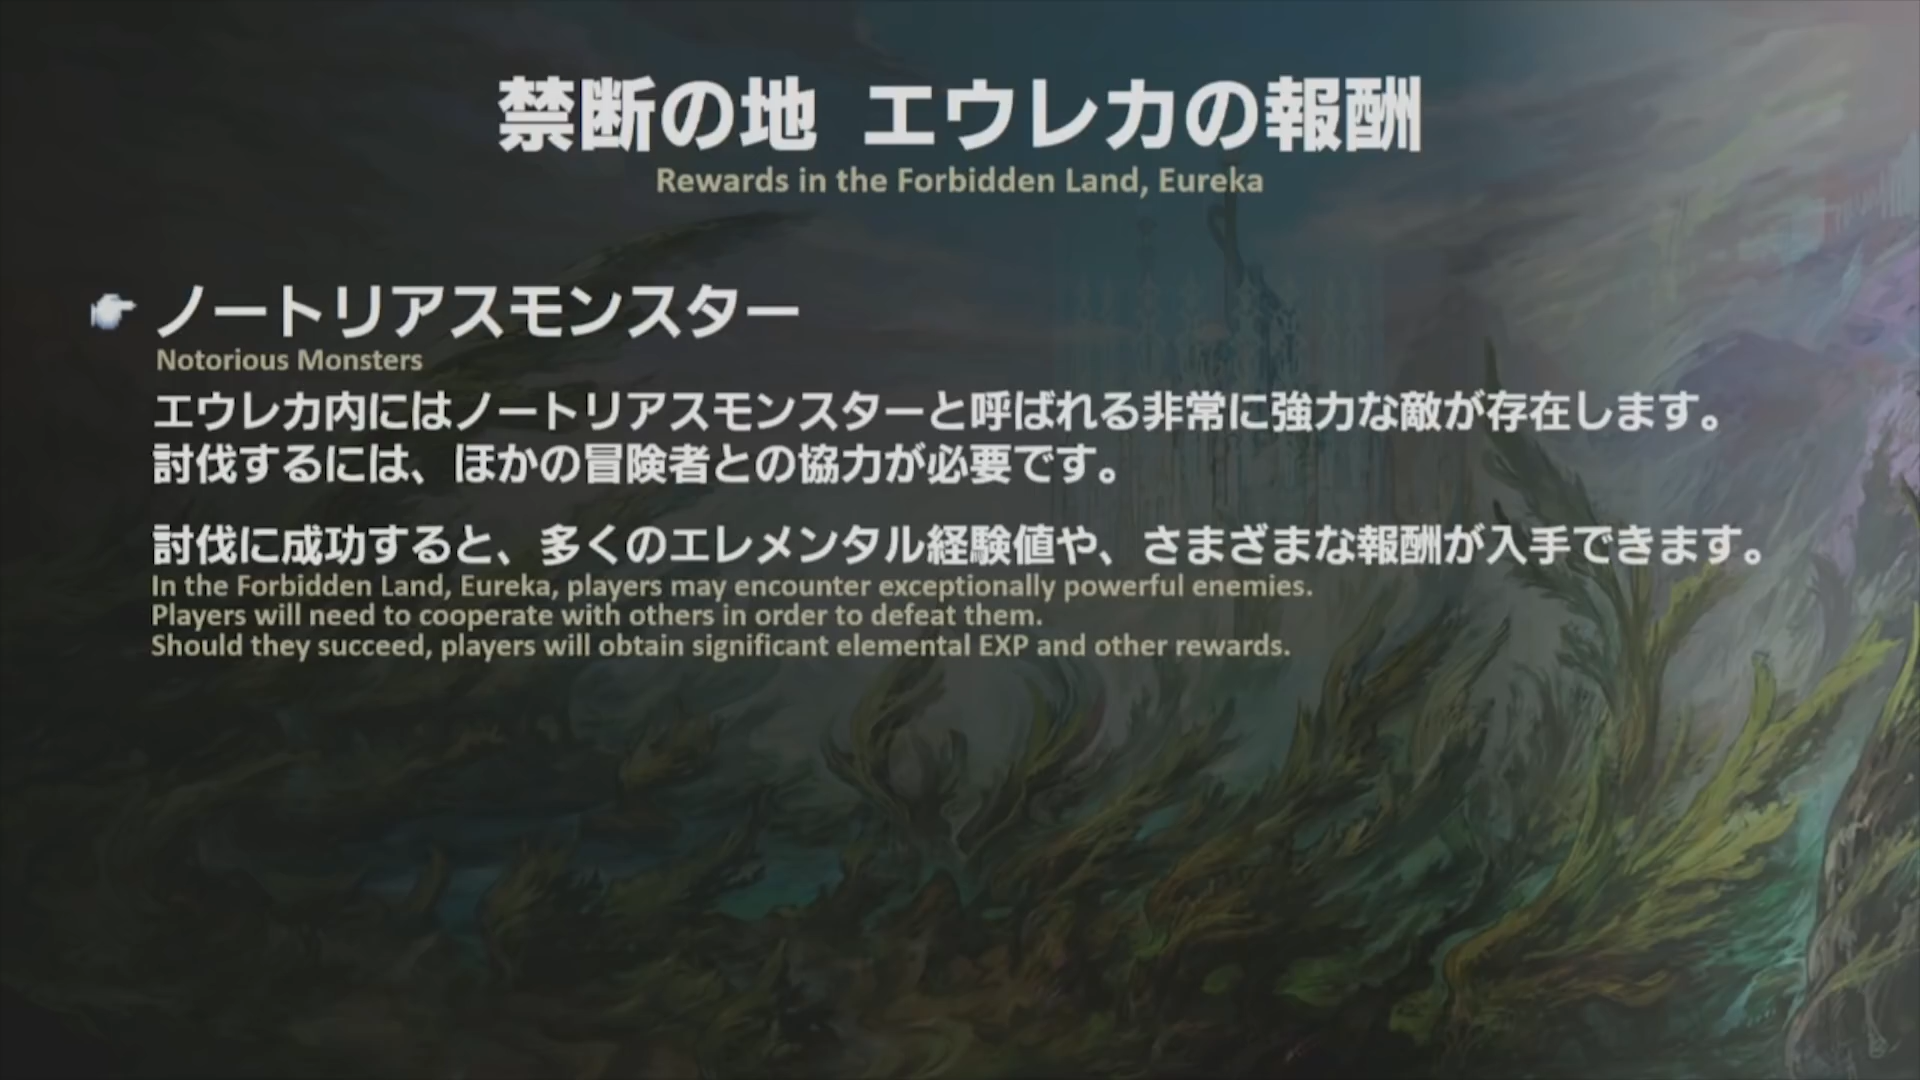 禁断の地 エウレカの報酬
Rewards in the Forbidden Land, Eureka
ノートリアスモンスター
Notorious Monsters
エウレカ内にはノートリアスモンスターと呼ばれる非常に強力な敵が存在します。
討伐するには、ほかの冒険者との協力が必要です。
討伐に成功すると、多くのエレメンタル経験値や、さまざまな報酬が入手できます。
In the Forbidden Land, Eureka, players may encounter exceptionally powerful enemies.
Players will need to cooperate with others in order to defeat them.
Should they succeed, players will obtain significant elemental EXP and other rewards.